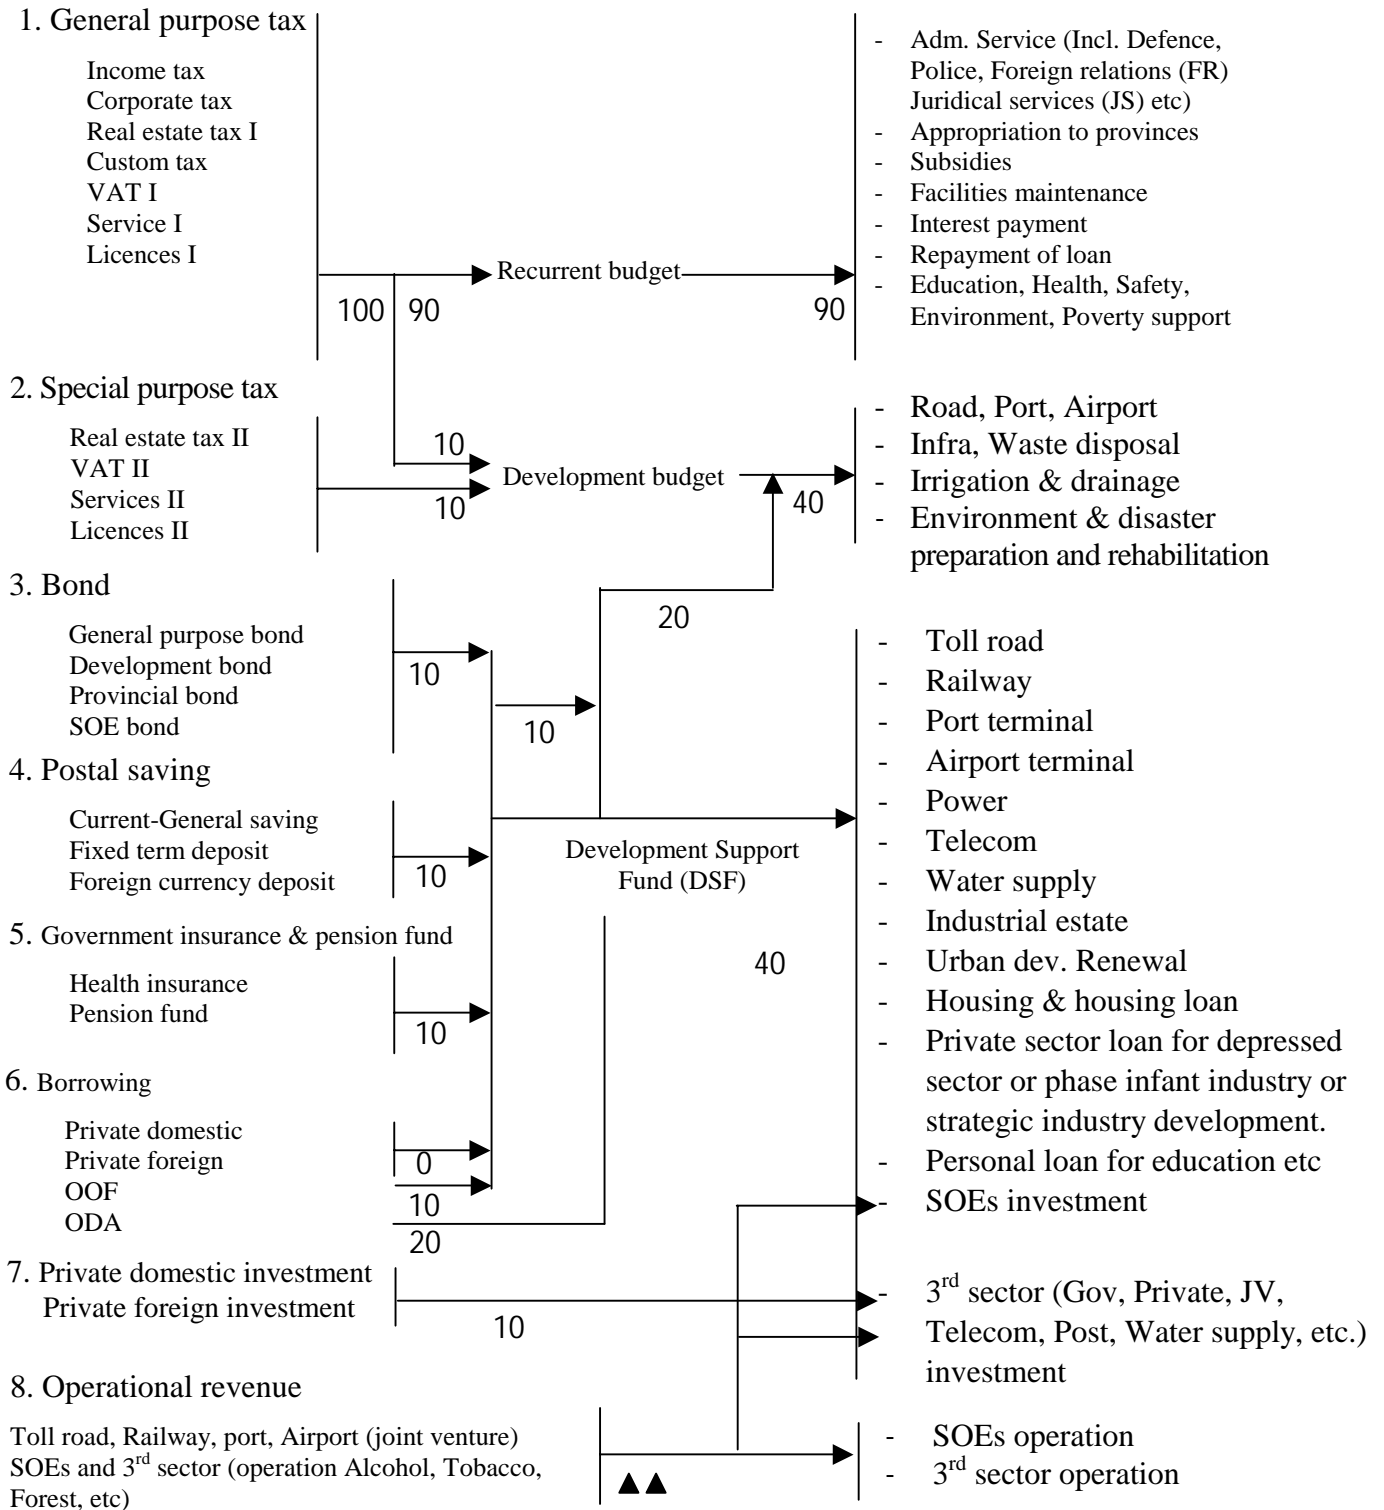 1. General purpose tax
Income tax
Corporate tax
Real estate tax I
Custom tax
VAT I
Service I
Licences I
100
90
Recurrent budget
90
- Adm. Service (Incl. Defence,
Police, Foreign relations (FR)
Juridical services (JS) etc)
- Appropriation to provinces
- Subsidies
- Facilities maintenance
- Interest payment
- Repayment of loan
- Education, Health, Safety,
Environment, Poverty support
2. Special purpose tax
Real estate tax II
VAT II
Services II
Licences II
10
10
Development budget
40
- Road, Port, Airport
- Infra, Waste disposal
- Irrigation & drainage
- Environment & disaster
preparation and rehabilitation
3. Bond
General purpose bond
Development bond
Provincial bond
SOE bond
10
10
20
4. Postal saving
Current-General saving
Fixed term deposit
Foreign currency deposit
10
Development Support
Fund (DSF)
5. Government insurance & pension fund
Health insurance
Pension fund
10
40
6. Borrowing
Private domestic
Private foreign
OOF
ODA
0
10
20
- Toll road
- Railway
- Port terminal
- Airport terminal
- Power
- Telecom
- Water supply
- Industrial estate
- Urban dev. Renewal
- Housing & housing loan
- Private sector loan for depressed
sector or phase infant industry or
strategic industry development.
- Personal loan for education etc
- SOEs investment
7. Private domestic investment
Private foreign investment
10
- 3rd sector (Gov, Private, JV,
Telecom, Post, Water supply, etc.)
investment
8. Operational revenue
Toll road, Railway, port, Airport (joint venture)
SOEs and 3rd sector (operation Alcohol, Tobacco,
Forest, etc)
▲▲
- SOEs operation
- 3rd sector operation